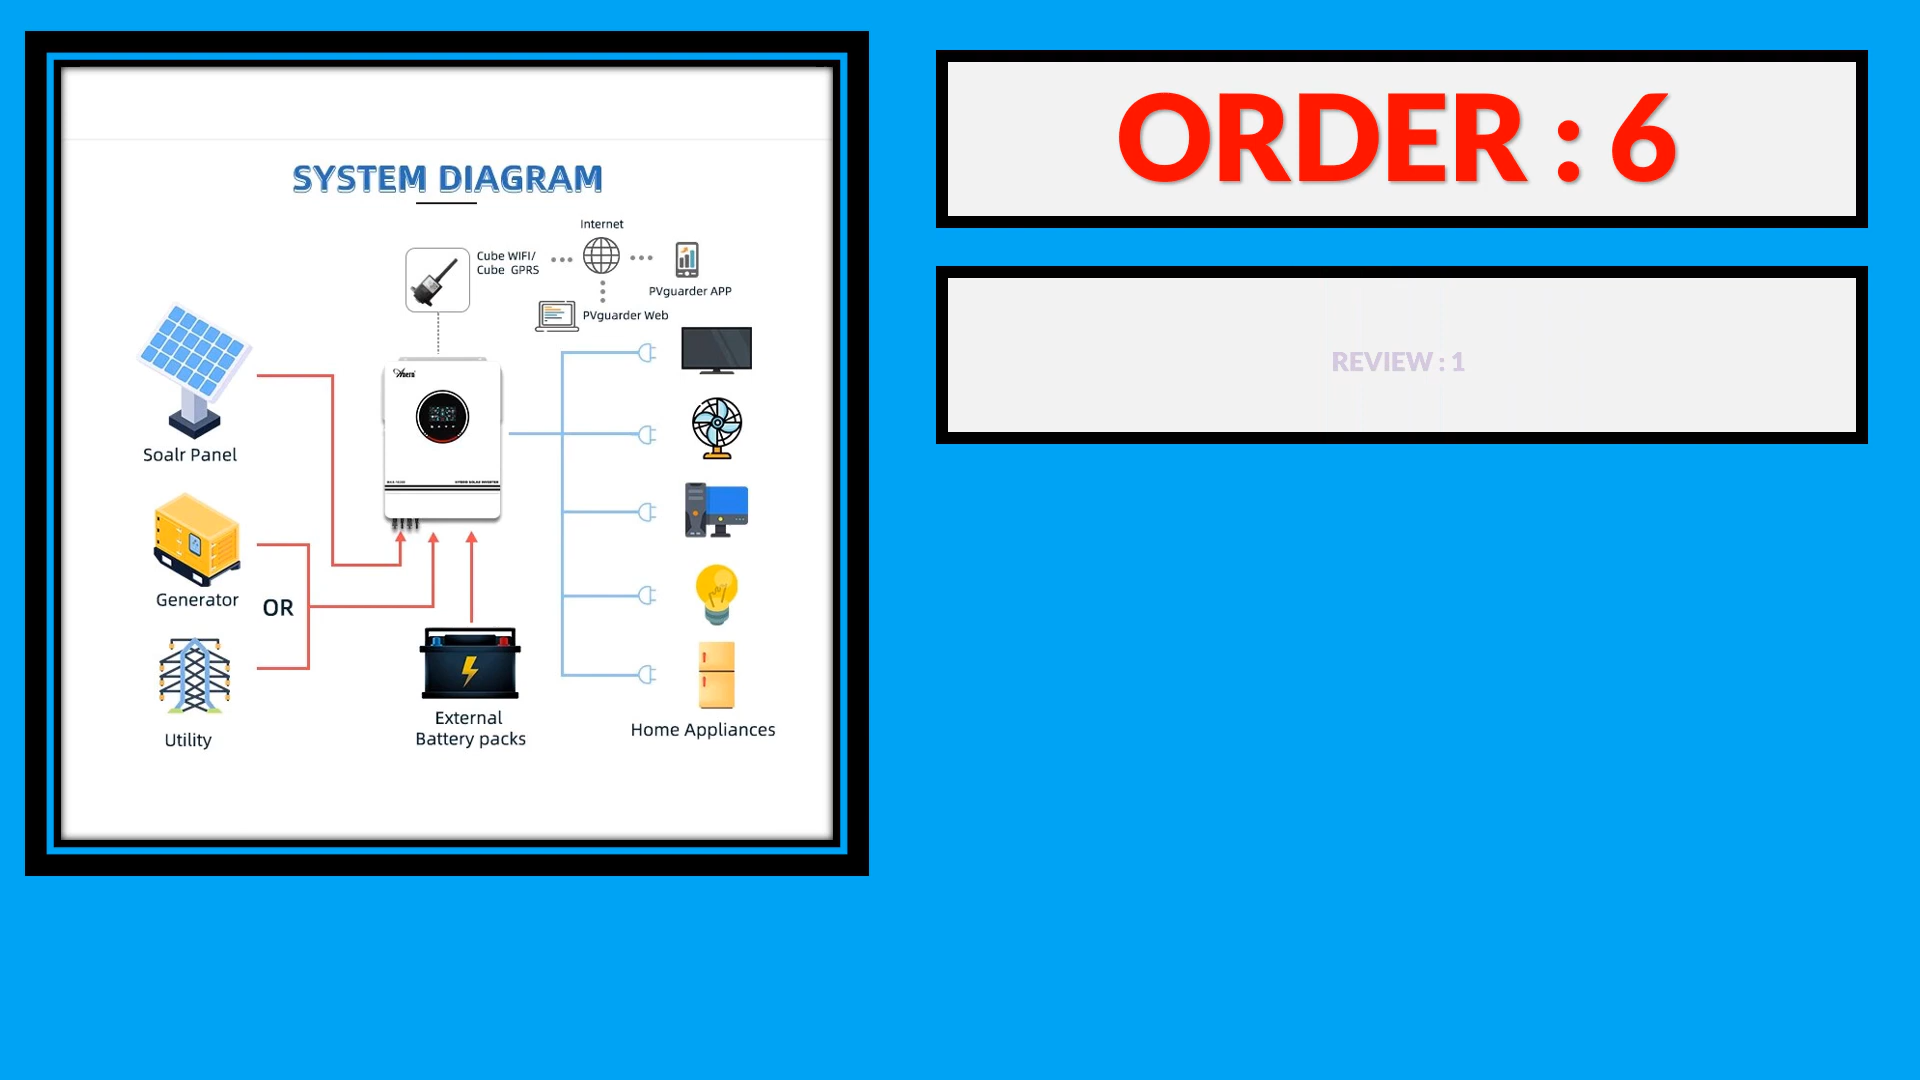 SYSTEM DIAGRAM
Internet
Cube WIFI/
Cube GPRS
PVguarder APP
PVguarder Web
Anern
Soalr Panel
Generator
OR
Utility
External
Battery packs
Home Appliances
ORDER : 6
REVIEW : 1